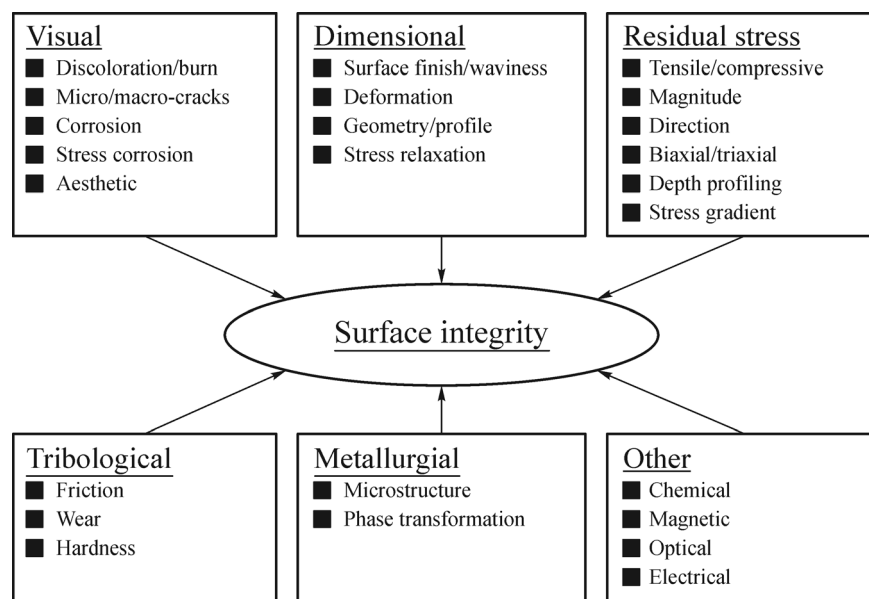 Visual
Discoloration/burn
Micro/macro-cracks
Corrosion
Stress corrosion
Aesthetic
Dimensional
Surface finish/waviness
Deformation
Geometry/profile
Stress relaxation
Residual stress
Tensile/compressive
Magnitude
Direction
Biaxial/triaxial
Depth profiling
Stress gradient
Surface integrity
Tribological
Friction
Wear
Hardness
Metallurgial
Microstructure
Phase transformation
Other
Chemical
Magnetic
Optical
Electrical